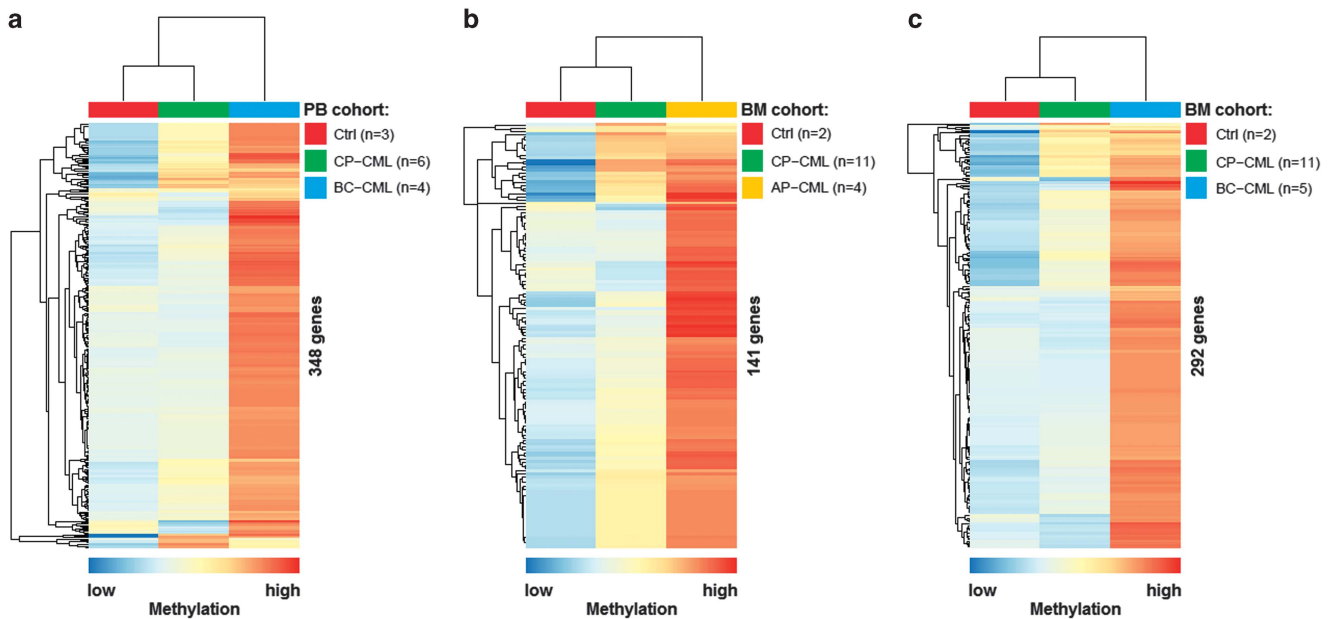 a
PB cohort:
Ctrl (n=3)
CP–CML (n=6)
BC–CML (n=4)
348 genes
low
high
Methylation
b
BM cohort:
Ctrl (n=2)
CP–CML (n=11)
AP–CML (n=4)
141 genes
low
high
Methylation
c
BM cohort:
Ctrl (n=2)
CP–CML (n=11)
BC–CML (n=5)
292 genes
low
high
Methylation